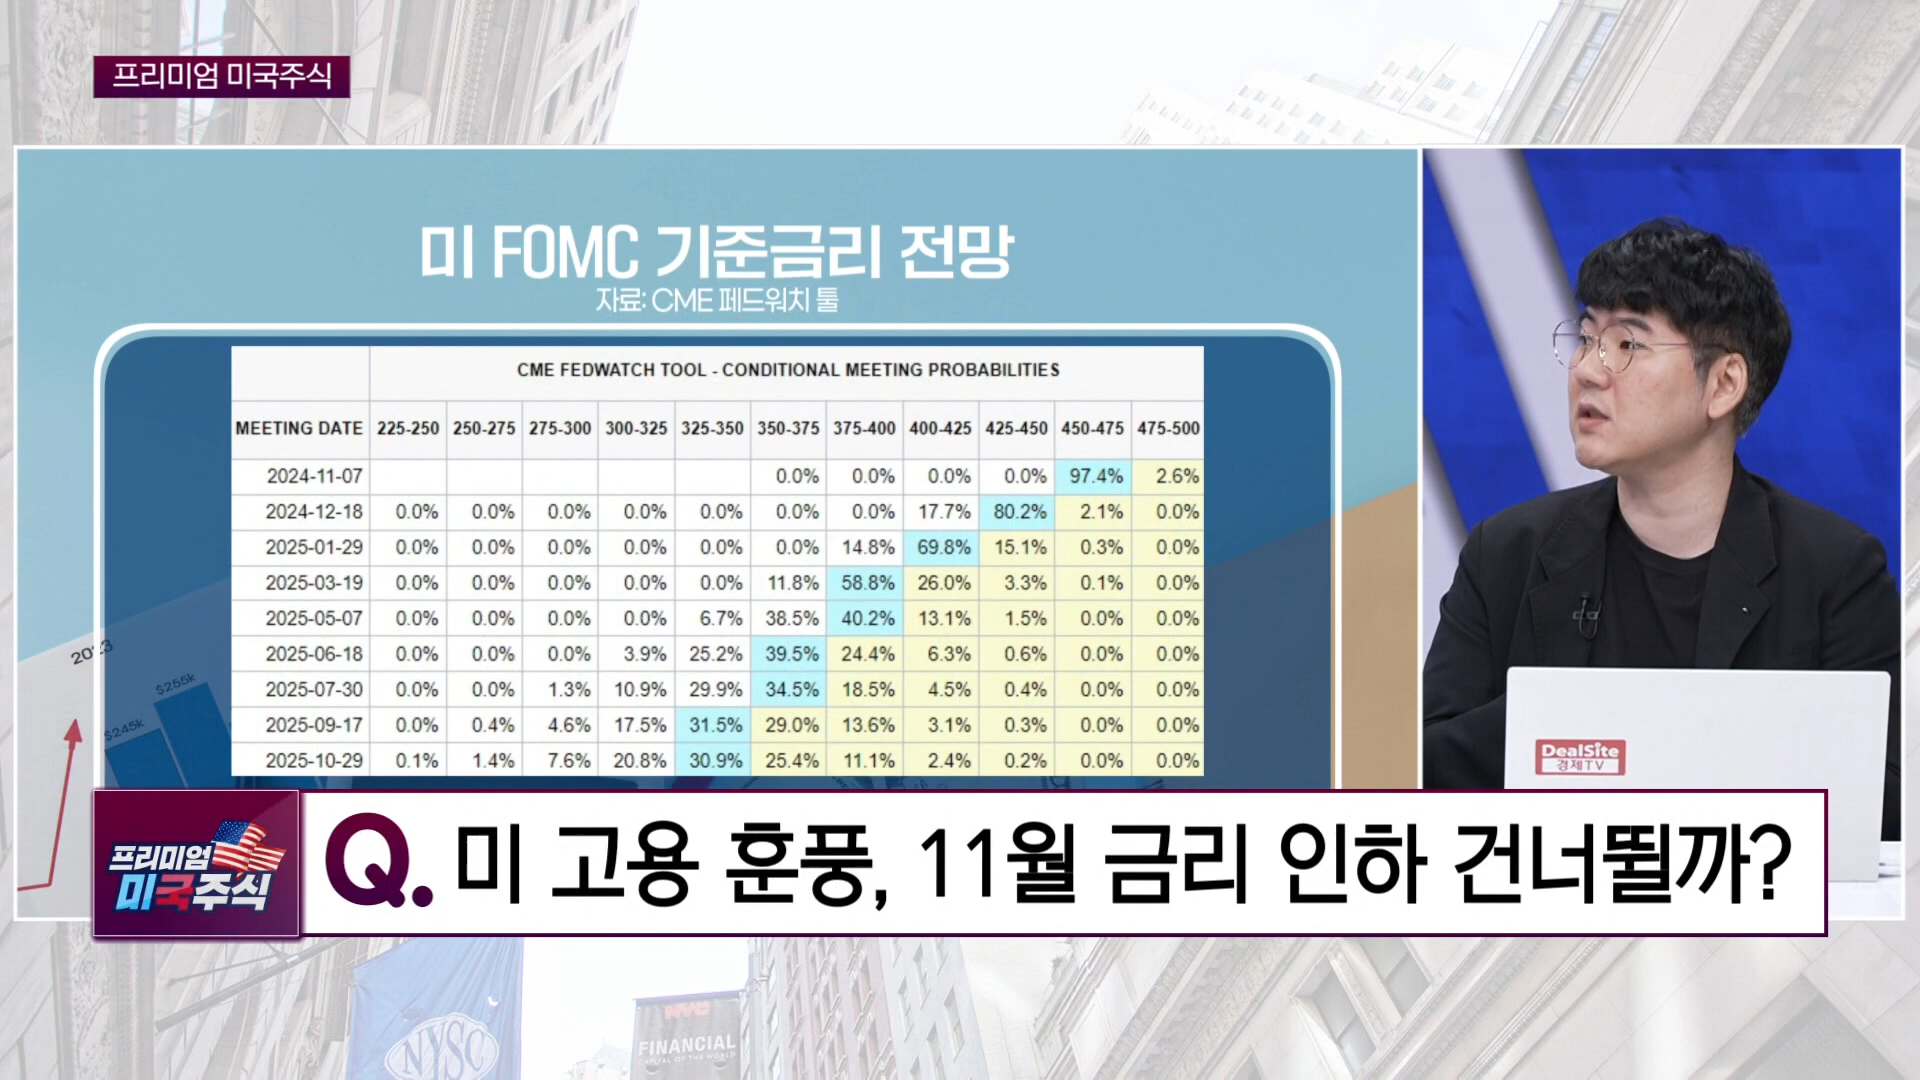 프리미엄 미국주식
미 FOMC 기준금리 전망
자료: CME 페드워치 툴
CME FEDWATCH TOOL - CONDITIONAL MEETING PROBABILITIES
MEETING DATE 225-250 250-275 275-300 300-325 325-350 350-375 375-400 400-425 425-450 450-475 475-500
2024-11-07 0.0% 0.0% 0.0% 0.0% 97.4% 2.6%
2024-12-18 0.0% 0.0% 0.0% 0.0% 0.0% 0.0% 0.0% 17.7% 80.2% 2.1% 0.0%
2025-01-29 0.0% 0.0% 0.0% 0.0% 0.0% 0.0% 14.8% 69.8% 15.1% 0.3% 0.0%
2025-03-19 0.0% 0.0% 0.0% 0.0% 0.0% 11.8% 58.8% 26.0% 3.3% 0.1% 0.0%
2025-05-07 0.0% 0.0% 0.0% 0.0% 6.7% 38.5% 40.2% 13.1% 1.5% 0.0% 0.0%
2025-06-18 0.0% 0.0% 0.0% 3.9% 25.2% 39.5% 24.4% 6.3% 0.6% 0.0% 0.0%
2025-07-30 0.0% 0.0% 1.3% 10.9% 29.9% 34.5% 18.5% 4.5% 0.4% 0.0% 0.0%
2025-09-17 0.0% 0.4% 4.6% 17.5% 31.5% 29.0% 13.6% 3.1% 0.3% 0.0% 0.0%
2025-10-29 0.1% 1.4% 7.6% 20.8% 30.9% 25.4% 11.1% 2.4% 0.2% 0.0% 0.0%
2023
$255k
$245k
DealSite
경제TV
프리미엄
미국주식
Q. 미 고용 훈풍, 11월 금리 인하 건너뛸까?
NYSC
NYC
FINANCIAL
CAPITAL OF THE WORLD